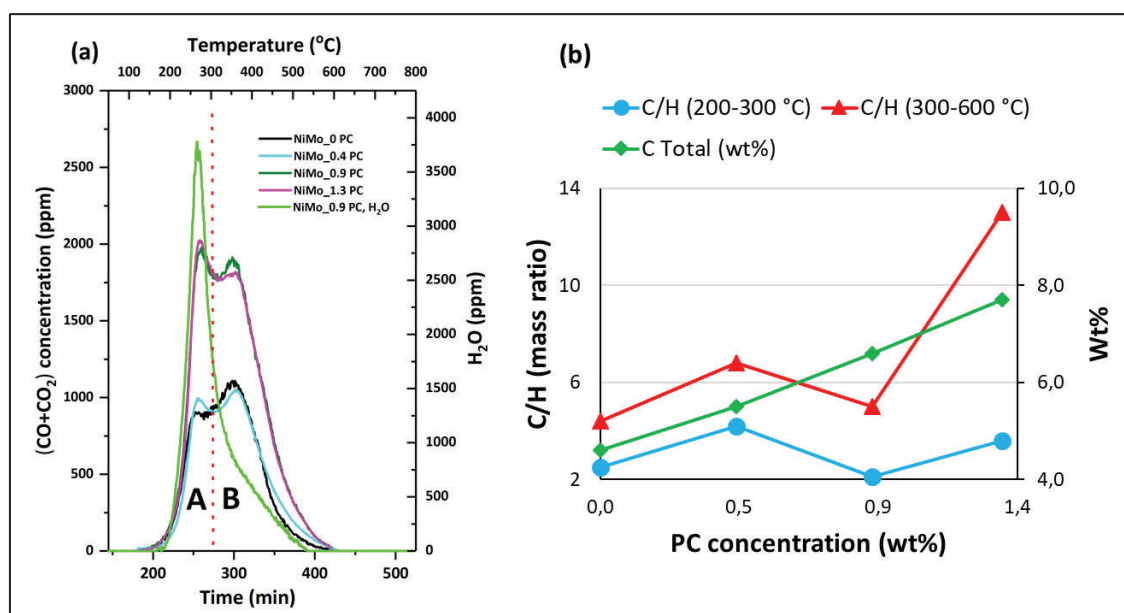 (a)
Temperature (°C)
100 200 300 400 500 600 700 800
3000
2500
2000
1500
1000
500
0
(CO+CO₂) concentration (ppm)
NiMo_0 PC
NiMo_0.4 PC
NiMo_0.9 PC
NiMo_1.3 PC
NiMo_0.9 PC, H₂O
A B
4000
3500
3000
2500
2000
1500
1000
500
0
H₂O (ppm)
200 300 400 500
Time (min)
(b)
C/H (200-300 °C) C/H (300-600 °C)
C Total (wt%)
14
10
6
2
C/H (mass ratio)
10,0
8,0
6,0
4,0
Wt%
0,0 0,5 0,9 1,4
PC concentration (wt%)